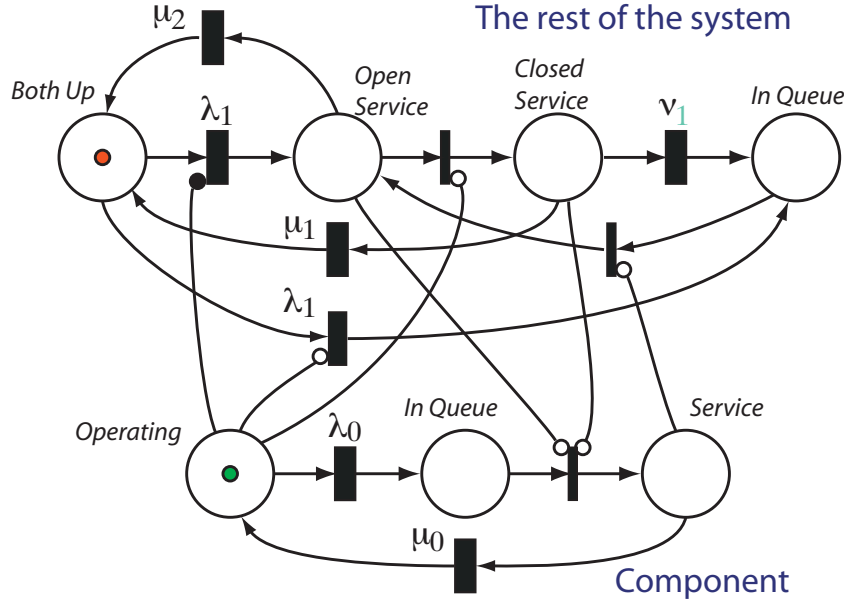 The rest of the system
μ2
Both Up
λ1
Open
Service
Closed
Service
ν1
In Queue
μ1
λ1
Operating
λ0
In Queue
Service
μ0
Component